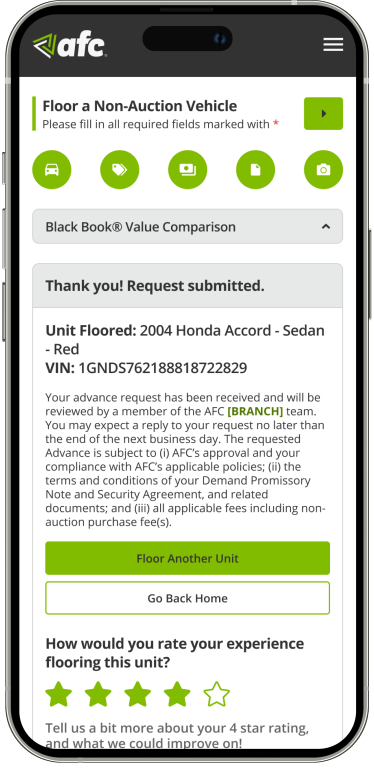 afc
Floor a Non-Auction Vehicle
Please fill in all required fields marked with *
Black Book® Value Comparison
Thank you! Request submitted.
Unit Floored: 2004 Honda Accord - Sedan
- Red
VIN: 1GNDS762188818722829
Your advance request has been received and will be
reviewed by a member of the AFC [BRANCH] team.
You may expect a reply to your request no later than
the end of the next business day. The requested
Advance is subject to (i) AFC's approval and your
compliance with AFC's applicable policies; (ii) the
terms and conditions of your Demand Promissory
Note and Security Agreement, and related
documents; and (iii) all applicable fees including non-
auction purchase fee(s).
Floor Another Unit
Go Back Home
How would you rate your experience
flooring this unit?
Tell us a bit more about your 4 star rating,
and what we could improve on!